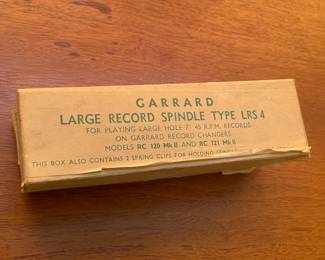 GARRARD
LARGE RECORD SPINDLE TYPE LRS 4
FOR PLAYING LARGE HOLE 7" 45 R.P.M. RECORDS
ON GARRARD RECORD CHANGERS
MODELS RC 120 Mk II AND RC 121 Mk II
THIS BOX ALSO CONTAINS 2 SPRING CLIPS FOR HOLDING